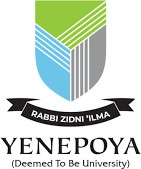 RABBI ZIDNI 'ILMA
YENEPOYA
(Deemed To Be University)